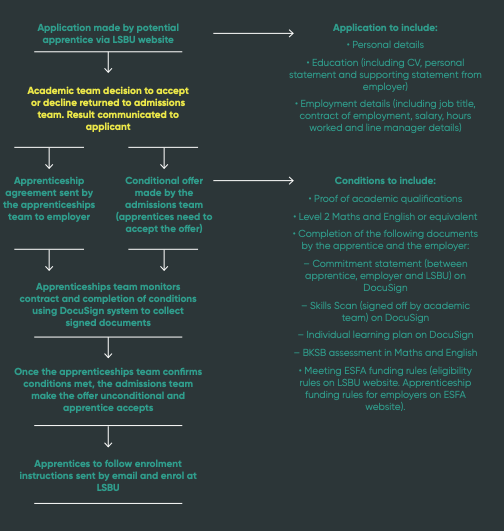 Application made by potential
apprentice via LSBU website
Application to include:
• Personal details
• Education (including CV, personal
statement and supporting statement from
employer)
• Employment details (including job title,
contract of employment, salary, hours
worked and line manager details)
Academic team decision to accept
or decline returned to admissions
team. Result communicated to
applicant
Apprenticeship
agreement sent by
the apprenticeships
team to employer
Conditional offer
made by the
admissions team
(apprentices need to
accept the offer)
Conditions to include:
• Proof of academic qualifications
• Level 2 Maths and English or equivalent
• Completion of the following documents
by the apprentice and the employer:
– Commitment statement (between
apprentice, employer and LSBU) on
DocuSign
– Skills Scan (signed off by academic
team) on DocuSign
– Individual learning plan on DocuSign
– BKSB assessment in Maths and English
• Meeting ESFA funding rules (eligibility
rules on LSBU website. Apprenticeship
funding rules for employers on ESFA
website).
Apprenticeships team monitors
contract and completion of conditions
using DocuSign system to collect
signed documents
Once the apprenticeships team confirms
conditions met, the admissions team
make the offer unconditional and
apprentice accepts
Apprentices to follow enrolment
instructions sent by email and enrol at
LSBU